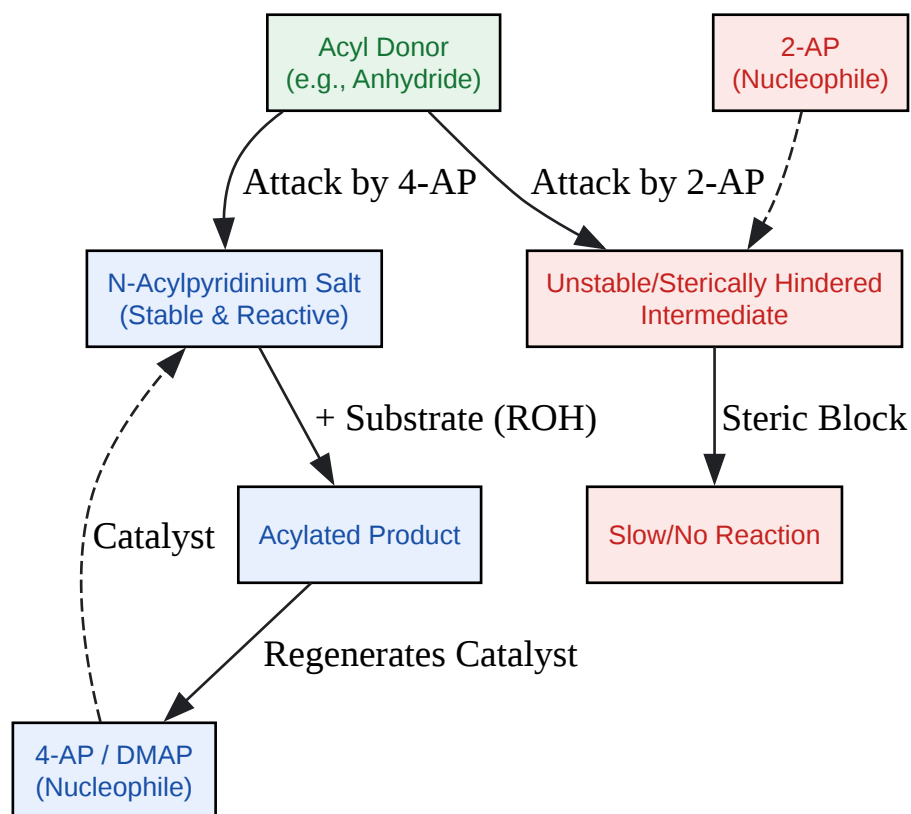 Acyl Donor
(e.g., Anhydride)
2-AP
(Nucleophile)
Attack by 4-AP
Attack by 2-AP
N-Acylpyridinium Salt
(Stable & Reactive)
Unstable/Sterically Hindered
Intermediate
+ Substrate (ROH)
Steric Block
Catalyst
Acylated Product
Slow/No Reaction
Regenerates Catalyst
4-AP / DMAP
(Nucleophile)